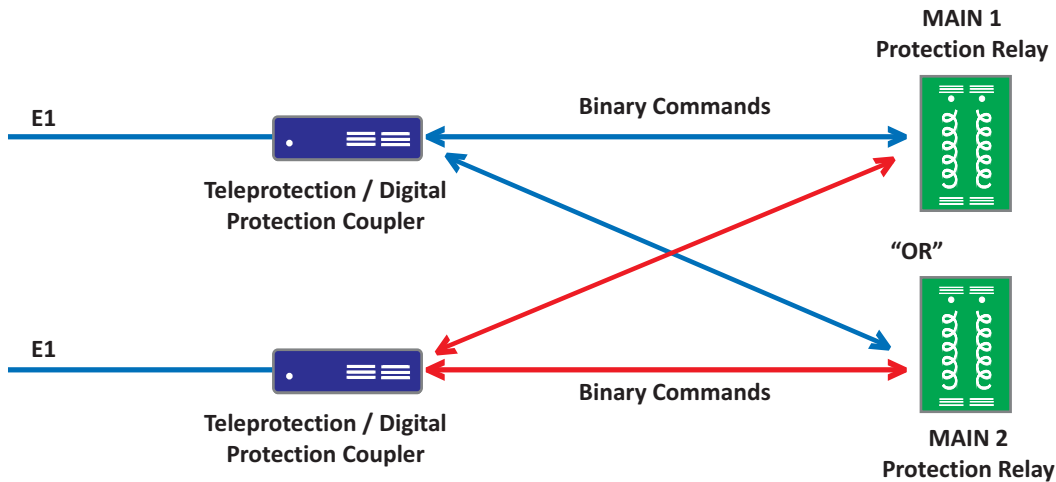 MAIN 1
Protection Relay
E1
Binary Commands
Teleprotection / Digital
Protection Coupler
“OR”
E1
Binary Commands
Teleprotection / Digital
Protection Coupler
MAIN 2
Protection Relay